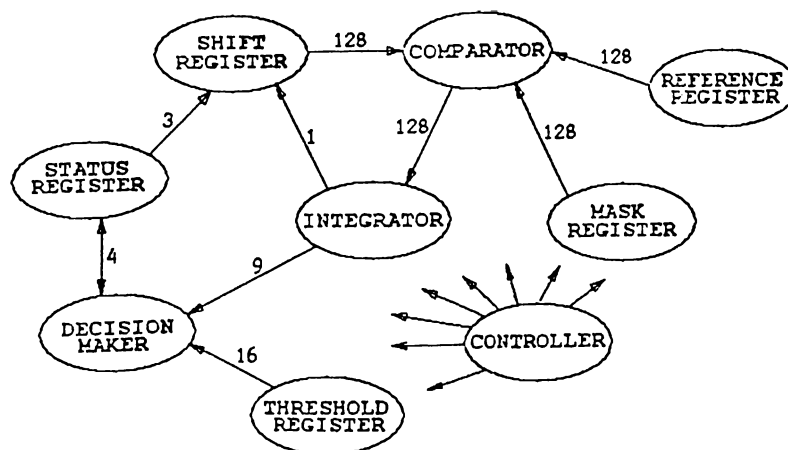 SHIFT
REGISTER
128
COMPARATOR
128
REFERENCE
REGISTER
3
1
128
128
STATUS
REGISTER
INTEGRATOR
MASK
REGISTER
4
9
DECISION
MAKER
16
CONTROLLER
THRESHOLD
REGISTER